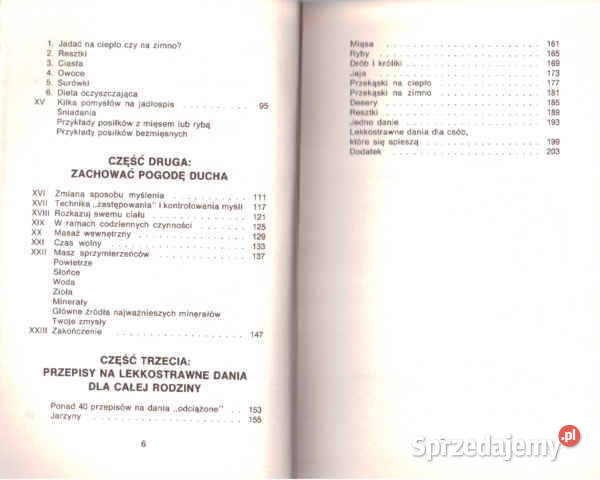 1. Jadać na ciepło czy na zimno?
2. Resztki
3. Ciasta
4. Owoce
5. Surówki
6. Dieta oczyszczająca
XV Kilka pomysłów na jadłospis . . . . . 95
Śniadania
Przykłady posiłków z mięsem lub rybą
Przykłady posiłków bezmięsnych
CZĘŚĆ DRUGA:
ZACHOWAĆ POGODĘ DUCHA
XVI Zmiana sposobu myślenia . . . . . 111
XVII Technika „zastępowania" i kontrolowania myśli 117
XVIII Rozkazuj swemu ciału . . . . . 121
XIX W ramach codziennych czynności . . . . . 125
XX Masaż wewnętrzny . . . . . 129
XXI Czas wolny . . . . . 133
XXII Masz sprzymierzeńców . . . . . 137
Powietrze
Słońce
Woda
Zioła
Minerały
Główne źródła najważniejszych minerałów
Twoje zmysły
XXIII Zakończenie . . . . . 147
CZĘŚĆ TRZECIA:
PRZEPISY NA LEKKOSTRAWNE DANIA
DLA CAŁEJ RODZINY
Ponad 40 przepisów na dania „odciążone" . . 153
Jarzyny . . . . . 155
6
Mięsa . . . . . 161
Ryby . . . . . 165
Drób i króliki . . . . . 169
Jaja . . . . . 173
Przekąski na ciepło . . . . . 177
Przekąski na zimno . . . . . 181
Desery . . . . . 185
Resztki . . . . . 189
Jedno danie . . . . . 193
Lekkostrawne dania dla osób,
które się spieszą . . . . . 199
Dodatek . . . . . 203
Sprzedajemy .pl